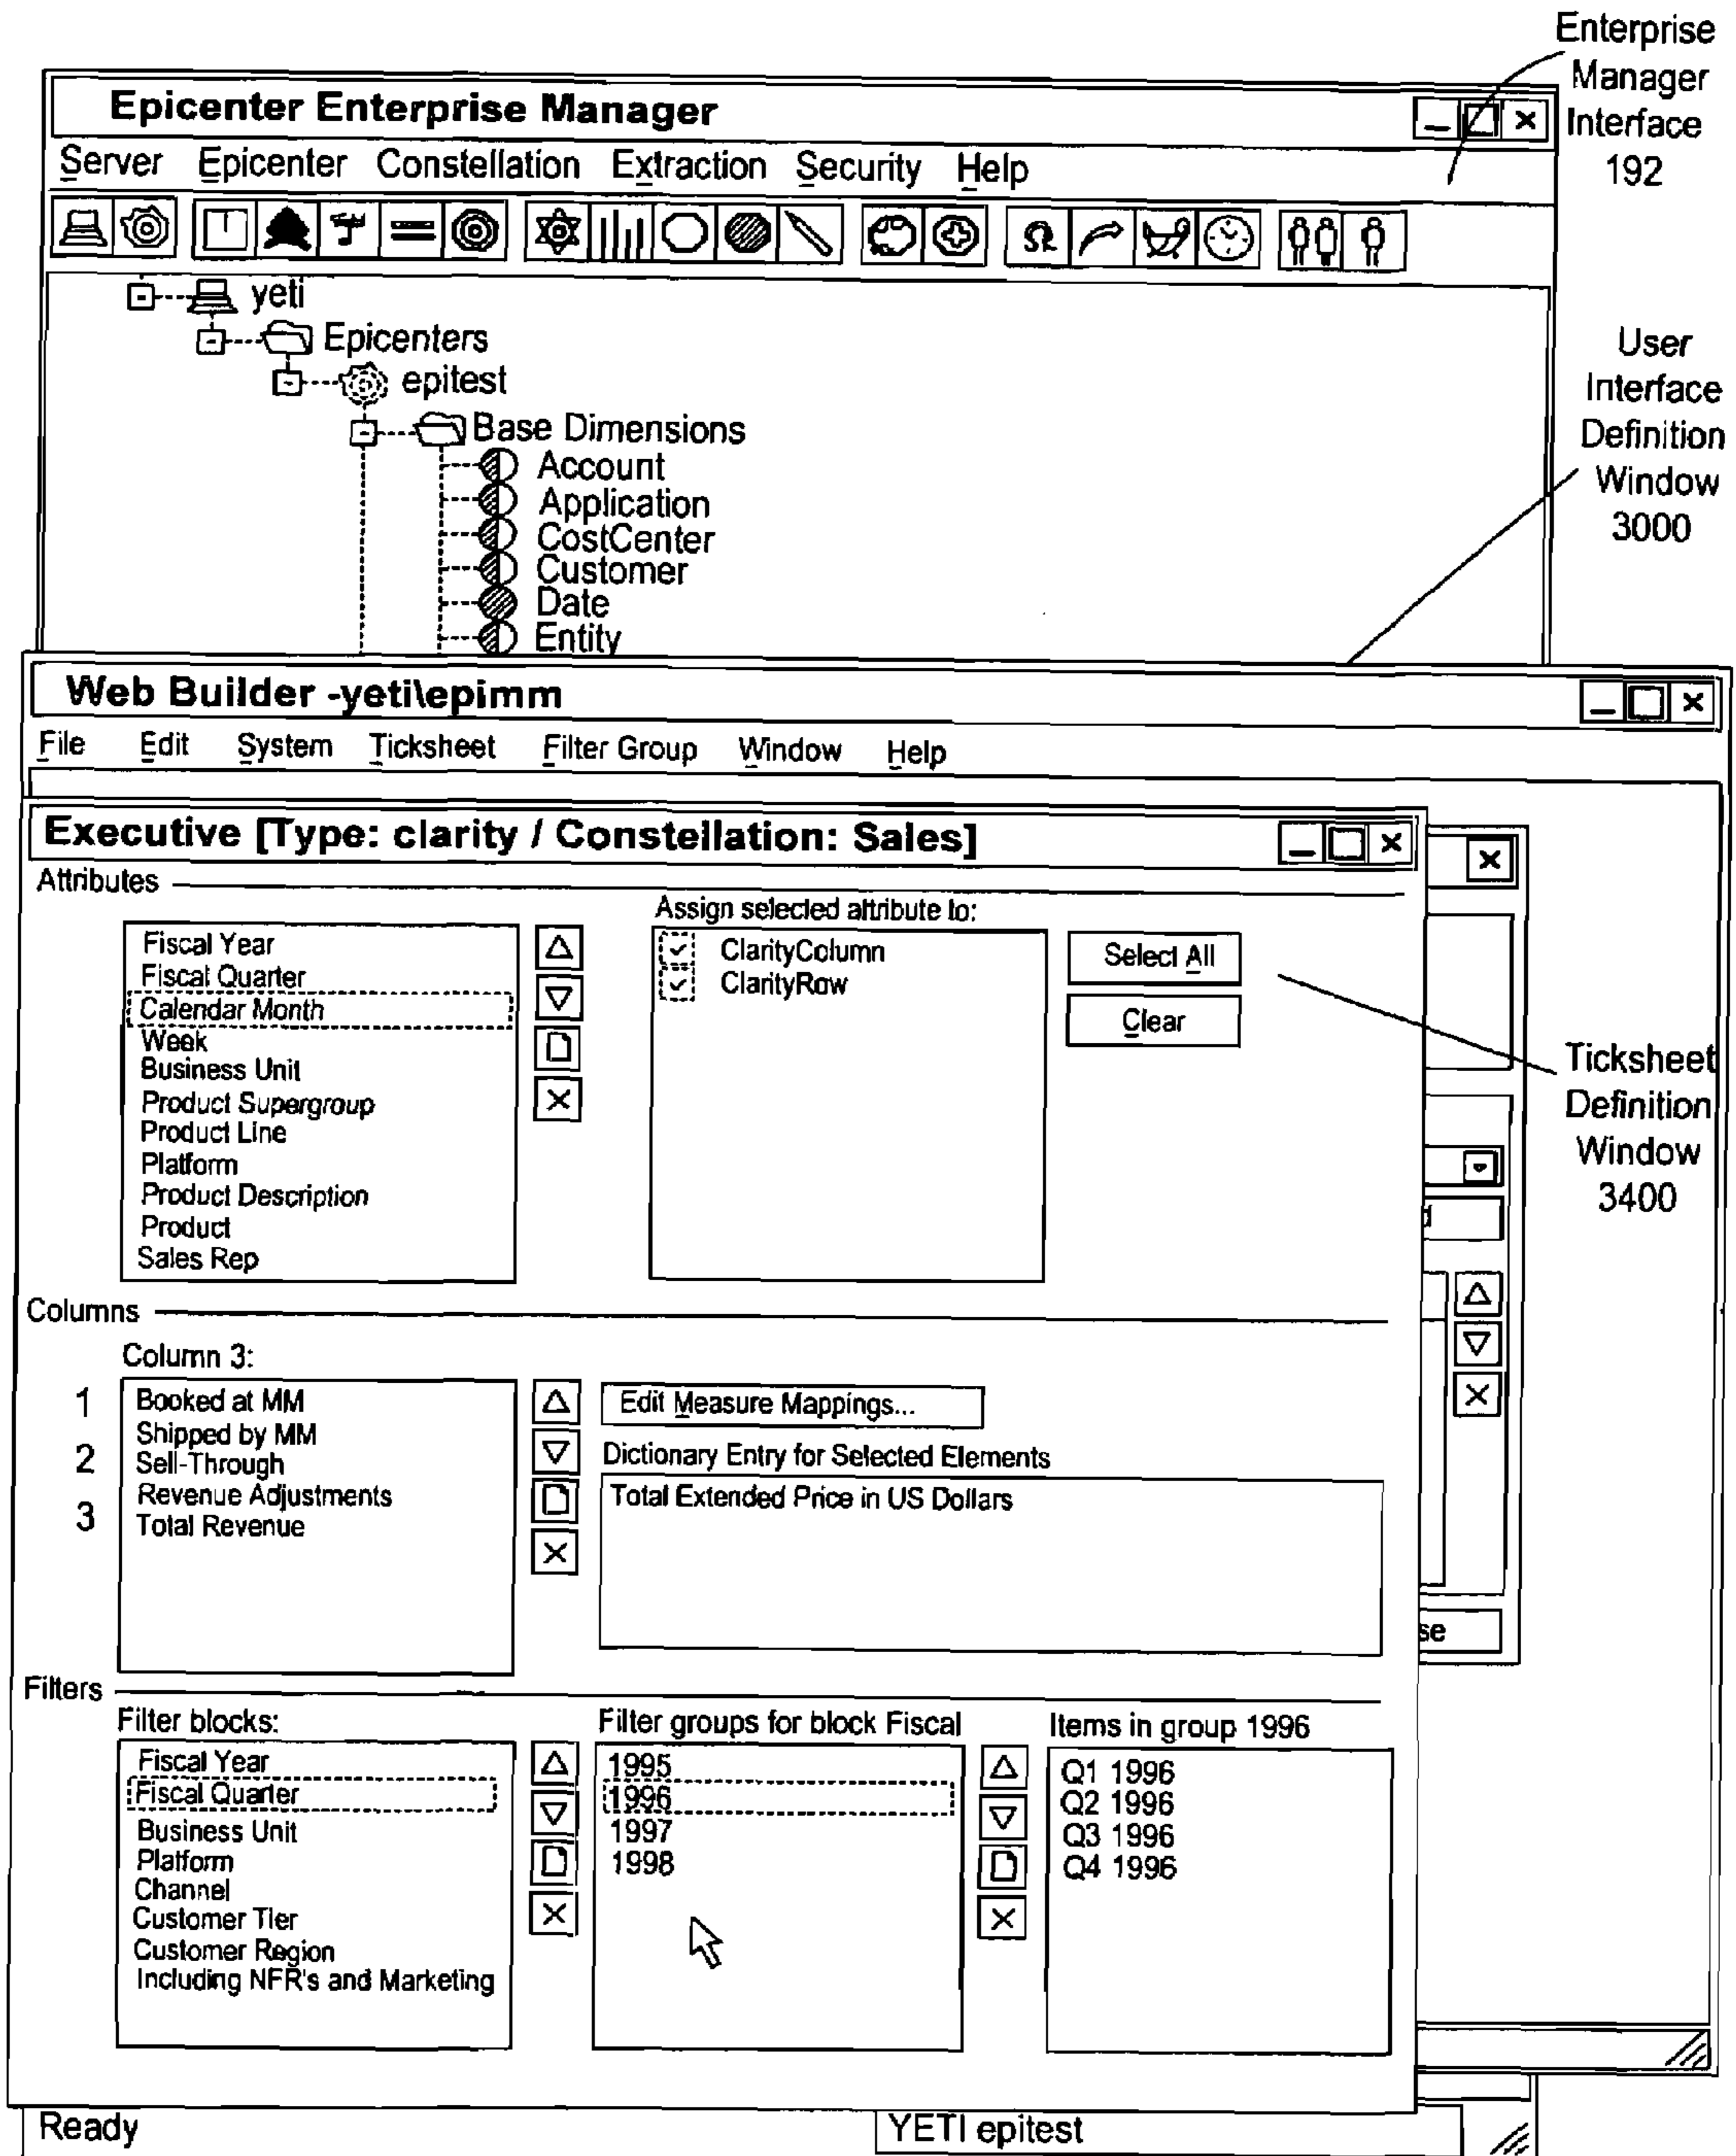 Enterprise
Manager
Interface
192
Epicenter Enterprise Manager
Server Epicenter Constellation Extraction Security Help
yeti
Epicenters
epitest
Base Dimensions
Account
Application
CostCenter
Customer
Date
Entity
User
Interface
Definition
Window
3000
Web Builder -yeti\epimm
File Edit System Ticksheet Filter Group Window Help
Executive [Type: clarity / Constellation: Sales]
Attributes
Fiscal Year
Fiscal Quarter
Calendar Month
Week
Business Unit
Product Supergroup
Product Line
Platform
Product Description
Product
Sales Rep
Assign selected attribute to:
ClarityColumn
ClarityRow
Select All
Clear
Ticksheet
Definition
Window
3400
Columns
Column 3:
1
2
3
Booked at MM
Shipped by MM
Sell-Through
Revenue Adjustments
Total Revenue
Edit Measure Mappings...
Dictionary Entry for Selected Elements
Total Extended Price in US Dollars
se
Filters
Filter blocks:
Fiscal Year
Fiscal Quarter
Business Unit
Platform
Channel
Customer Tier
Customer Region
Including NFR's and Marketing
Filter groups for block Fiscal
1995
1996
1997
1998
Items in group 1996
Q1 1996
Q2 1996
Q3 1996
Q4 1996
Ready
YETI epitest